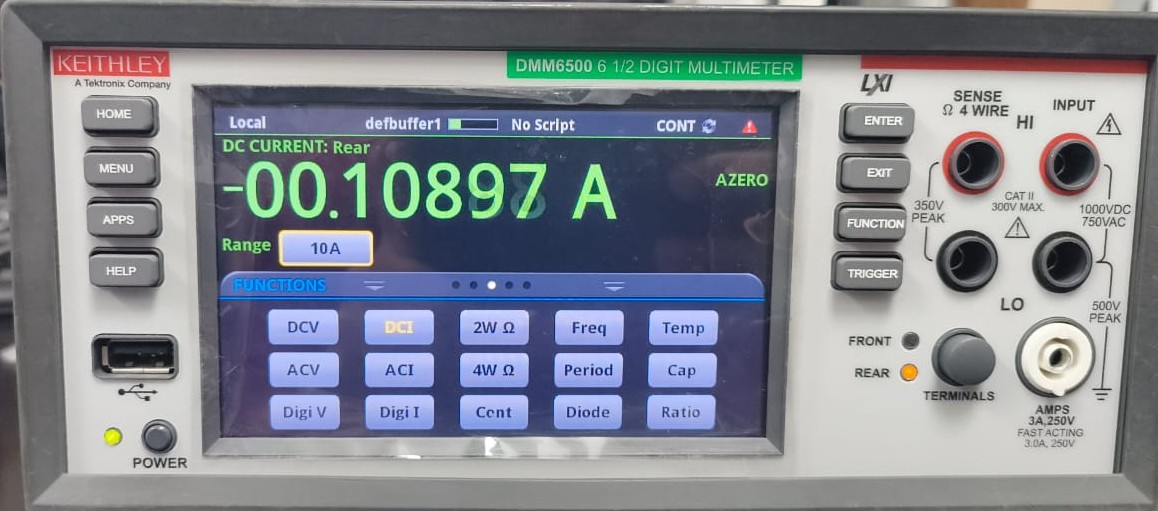 KEITHLEY
A Tektronix Company
DMM6500 6 1/2 DIGIT MULTIMETER
LXI
HOME
MENU
APPS
HELP
POWER
Local defbuffer1 No Script CONT
DC CURRENT: Rear
-00.10897 A
AZERO
Range 10A
FUNCTIONS
DCV DCI 2W Ω Freq Temp
ACV ACI 4W Ω Period Cap
Digi V Digi I Cont Diode Ratio
ENTER
EXIT
FUNCTION
TRIGGER
SENSE
Ω 4 WIRE
INPUT
HI
350V
PEAK
CAT II
300V MAX.
1000VDC
750VAC
LO
500V
PEAK
FRONT
REAR
TERMINALS
AMPS
3A,250V
FAST ACTING
3.0A, 250V